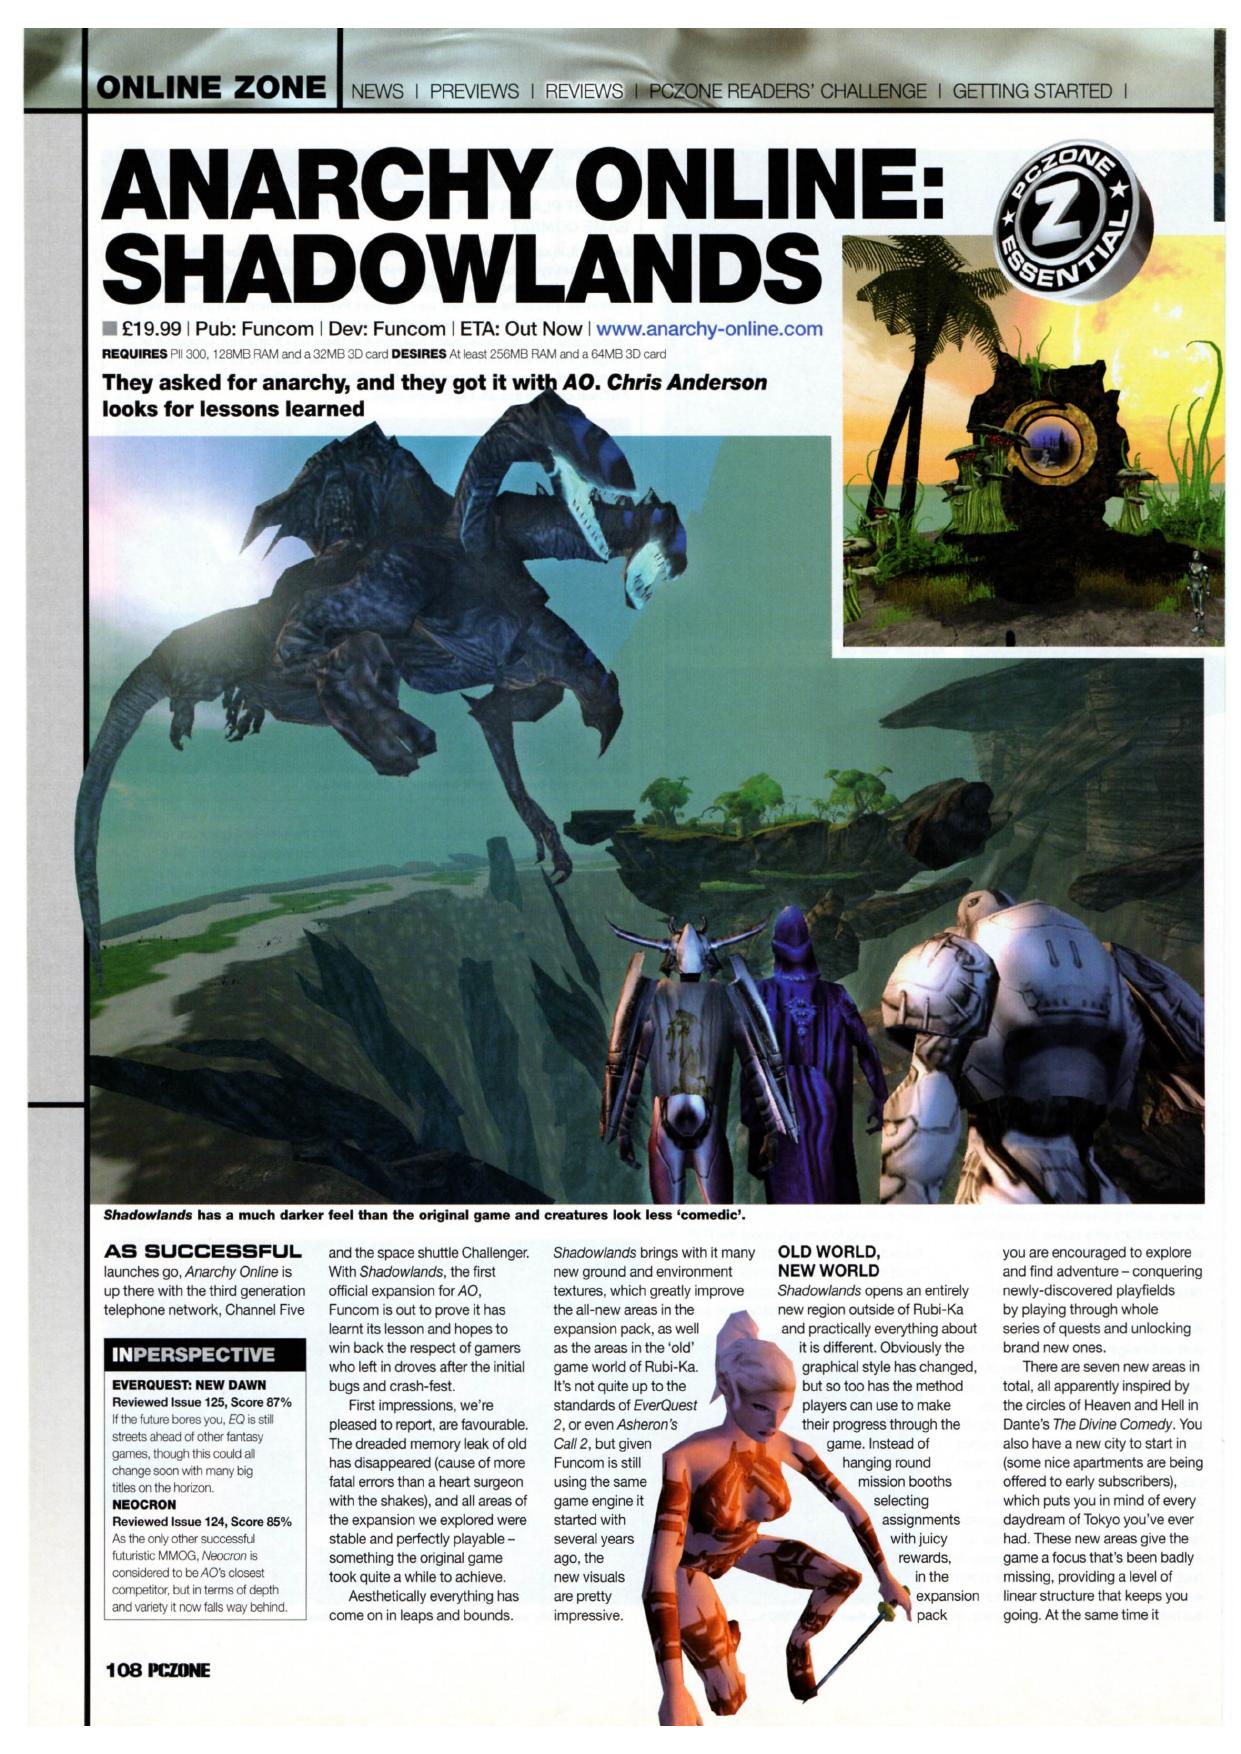 ONLINE ZONE
NEWS | PREVIEWS | REVIEWS | PCZONE READERS' CHALLENGE | GETTING STARTED |
ANARCHY ONLINE:
SHADOWLANDS
PCZONE
Z
ESSENTIAL
£19.99 | Pub: Funcom | Dev: Funcom | ETA: Out Now | www.anarchy-online.com
REQUIRES PII 300, 128MB RAM and a 32MB 3D card DESIRES At least 256MB RAM and a 64MB 3D card
They asked for anarchy, and they got it with AO. Chris Anderson
looks for lessons learned
Shadowlands has a much darker feel than the original game and creatures look less 'comedic'.
AS SUCCESSFUL
launches go, Anarchy Online is
up there with the third generation
telephone network, Channel Five
INPERSPECTIVE
EVERQUEST: NEW DAWN
Reviewed Issue 125, Score 87%
If the future bores you, EQ is still
streets ahead of other fantasy
games, though this could all
change soon with many big
titles on the horizon.
NEOCRON
Reviewed Issue 124, Score 85%
As the only other successful
futuristic MMOG, Neocron is
considered to be AO's closest
competitor, but in terms of depth
and variety it now falls way behind.
and the space shuttle Challenger.
With Shadowlands, the first
official expansion for AO,
Funcom is out to prove it has
learnt its lesson and hopes to
win back the respect of gamers
who left in droves after the initial
bugs and crash-fest.
First impressions, we're
pleased to report, are favourable.
The dreaded memory leak of old
has disappeared (cause of more
fatal errors than a heart surgeon
with the shakes), and all areas of
the expansion we explored were
stable and perfectly playable –
something the original game
took quite a while to achieve.
Aesthetically everything has
come on in leaps and bounds.
Shadowlands brings with it many
new ground and environment
textures, which greatly improve
the all-new areas in the
expansion pack, as well
as the areas in the 'old'
game world of Rubi-Ka.
It's not quite up to the
standards of EverQuest
2, or even Asheron's
Call 2, but given
Funcom is still
using the same
game engine it
started with
several years
ago, the
new visuals
are pretty
impressive.
OLD WORLD,
NEW WORLD
Shadowlands opens an entirely
new region outside of Rubi-Ka
and practically everything about
it is different. Obviously the
graphical style has changed,
but so too has the method
players can use to make
their progress through the
game. Instead of
hanging round
mission booths
selecting
assignments
with juicy
rewards,
in the
expansion
pack
you are encouraged to explore
and find adventure – conquering
newly-discovered playfields
by playing through whole
series of quests and unlocking
brand new ones.
There are seven new areas in
total, all apparently inspired by
the circles of Heaven and Hell in
Dante's The Divine Comedy. You
also have a new city to start in
(some nice apartments are being
offered to early subscribers),
which puts you in mind of every
daydream of Tokyo you've ever
had. These new areas give the
game a focus that's been badly
missing, providing a level of
linear structure that keeps you
going. At the same time it
108 PCZONE